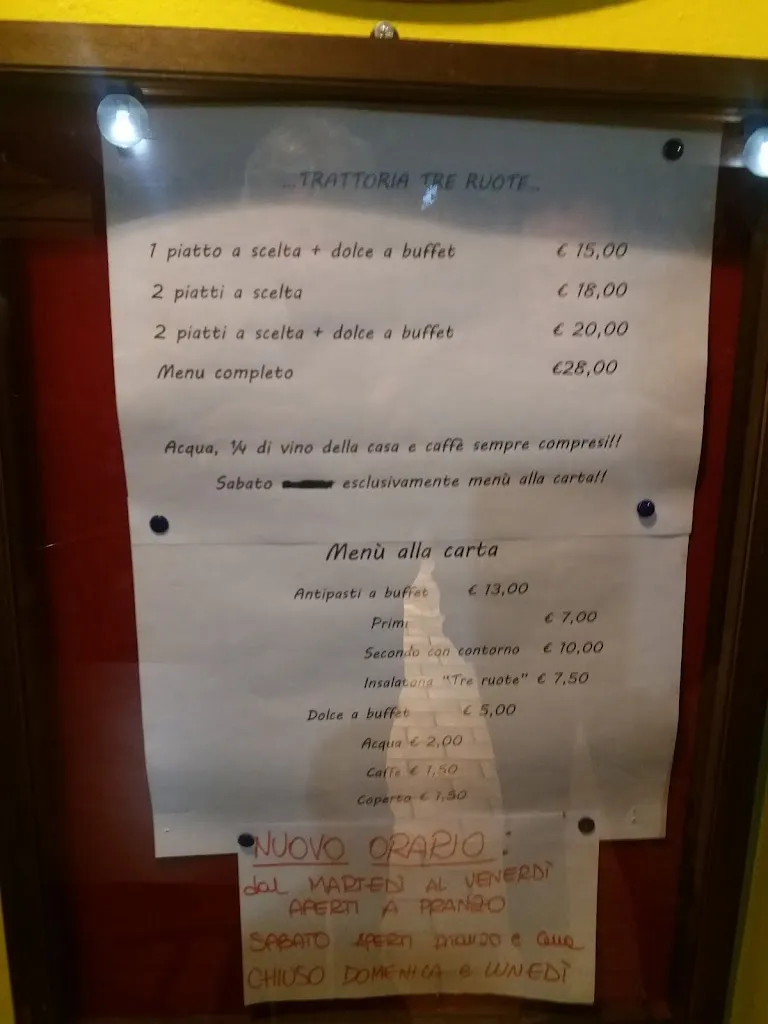 ...TRATTORIA TRE RUOTE...
1 piatto a scelta + dolce a buffet € 15,00
2 piatti a scelta € 18,00
2 piatti a scelta + dolce a buffet € 20,00
Menu completo €28,00
Acqua, ¼ di vino della casa e caffè sempre compresi!!
Sabato esclusivamente menù alla carta!!
Menù alla carta
Antipasti a buffet € 13,00
Primi € 7,00
Secondo con contorno € 10,00
Insalatona "Tre ruote" € 7,50
Dolce a buffet € 5,00
Acqua € 2,00
Caffè € 1,50
Coperto € 1,50
NUOVO ORARIO:
dal MARTEDì AL VENERDì
APERTI A PRANZO
SABATO APERTI pranzo e cena
CHIUSO DOMENICA E LUNEDÌ